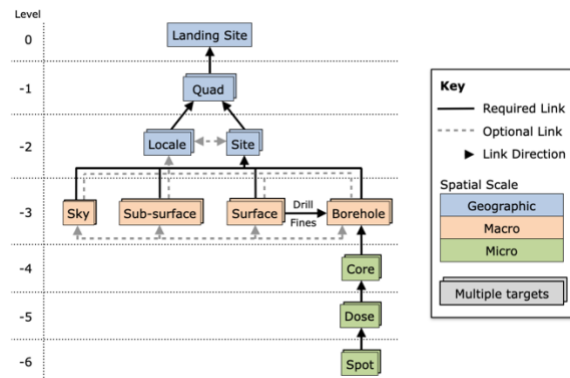 Level
0
Landing Site
-1
Quad
-2
Locale
Site
-3
Sky
Sub-surface
Surface
Drill
Fines
Borehole
-4
Core
-5
Dose
-6
Spot
Key
Required Link
Optional Link
Link Direction
Spatial Scale
Geographic
Macro
Micro
Multiple targets